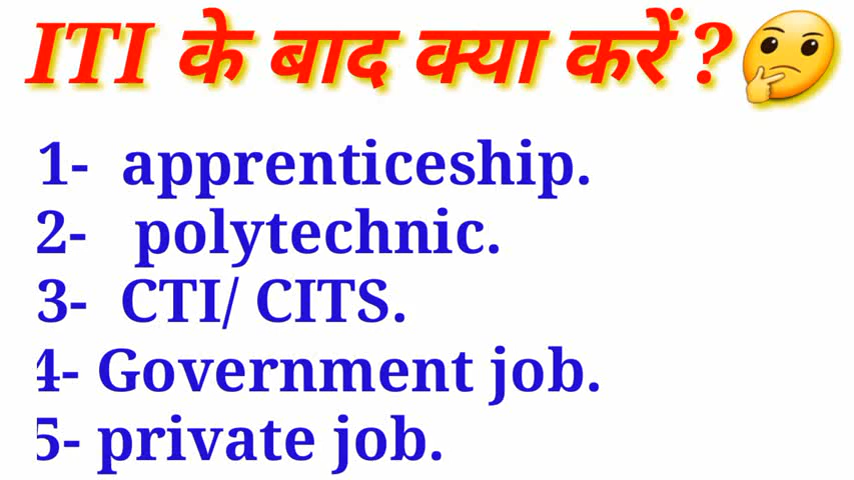 ITI के बाद क्या करें ?
1- apprenticeship.
2- polytechnic.
3- CTI/ CITS.
4- Government job.
5- private job.